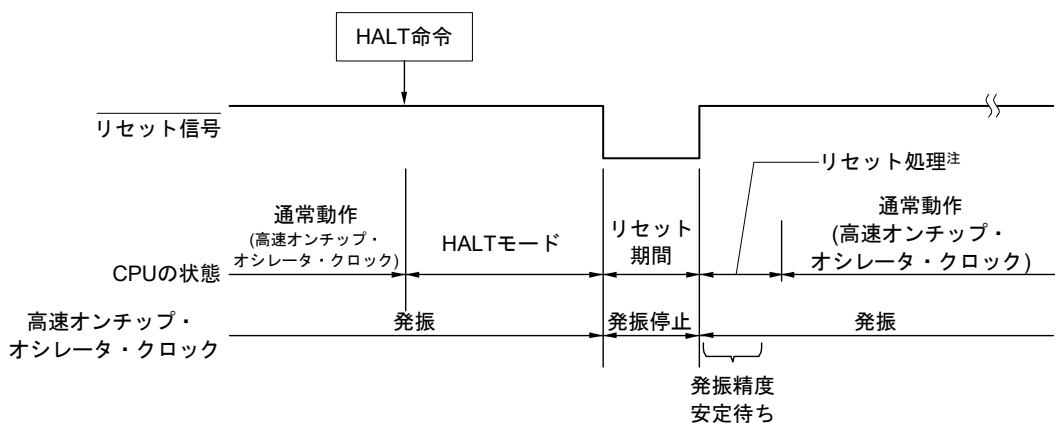 HALT命令
リセット信号
リセット処理注
通常動作
(高速オンチップ・
オシレータ・クロック)
HALTモード
リセット
期間
通常動作
(高速オンチップ・
オシレータ・クロック)
CPUの状態
高速オンチップ・
オシレータ・クロック
発振
発振停止
発振
発振精度
安定待ち